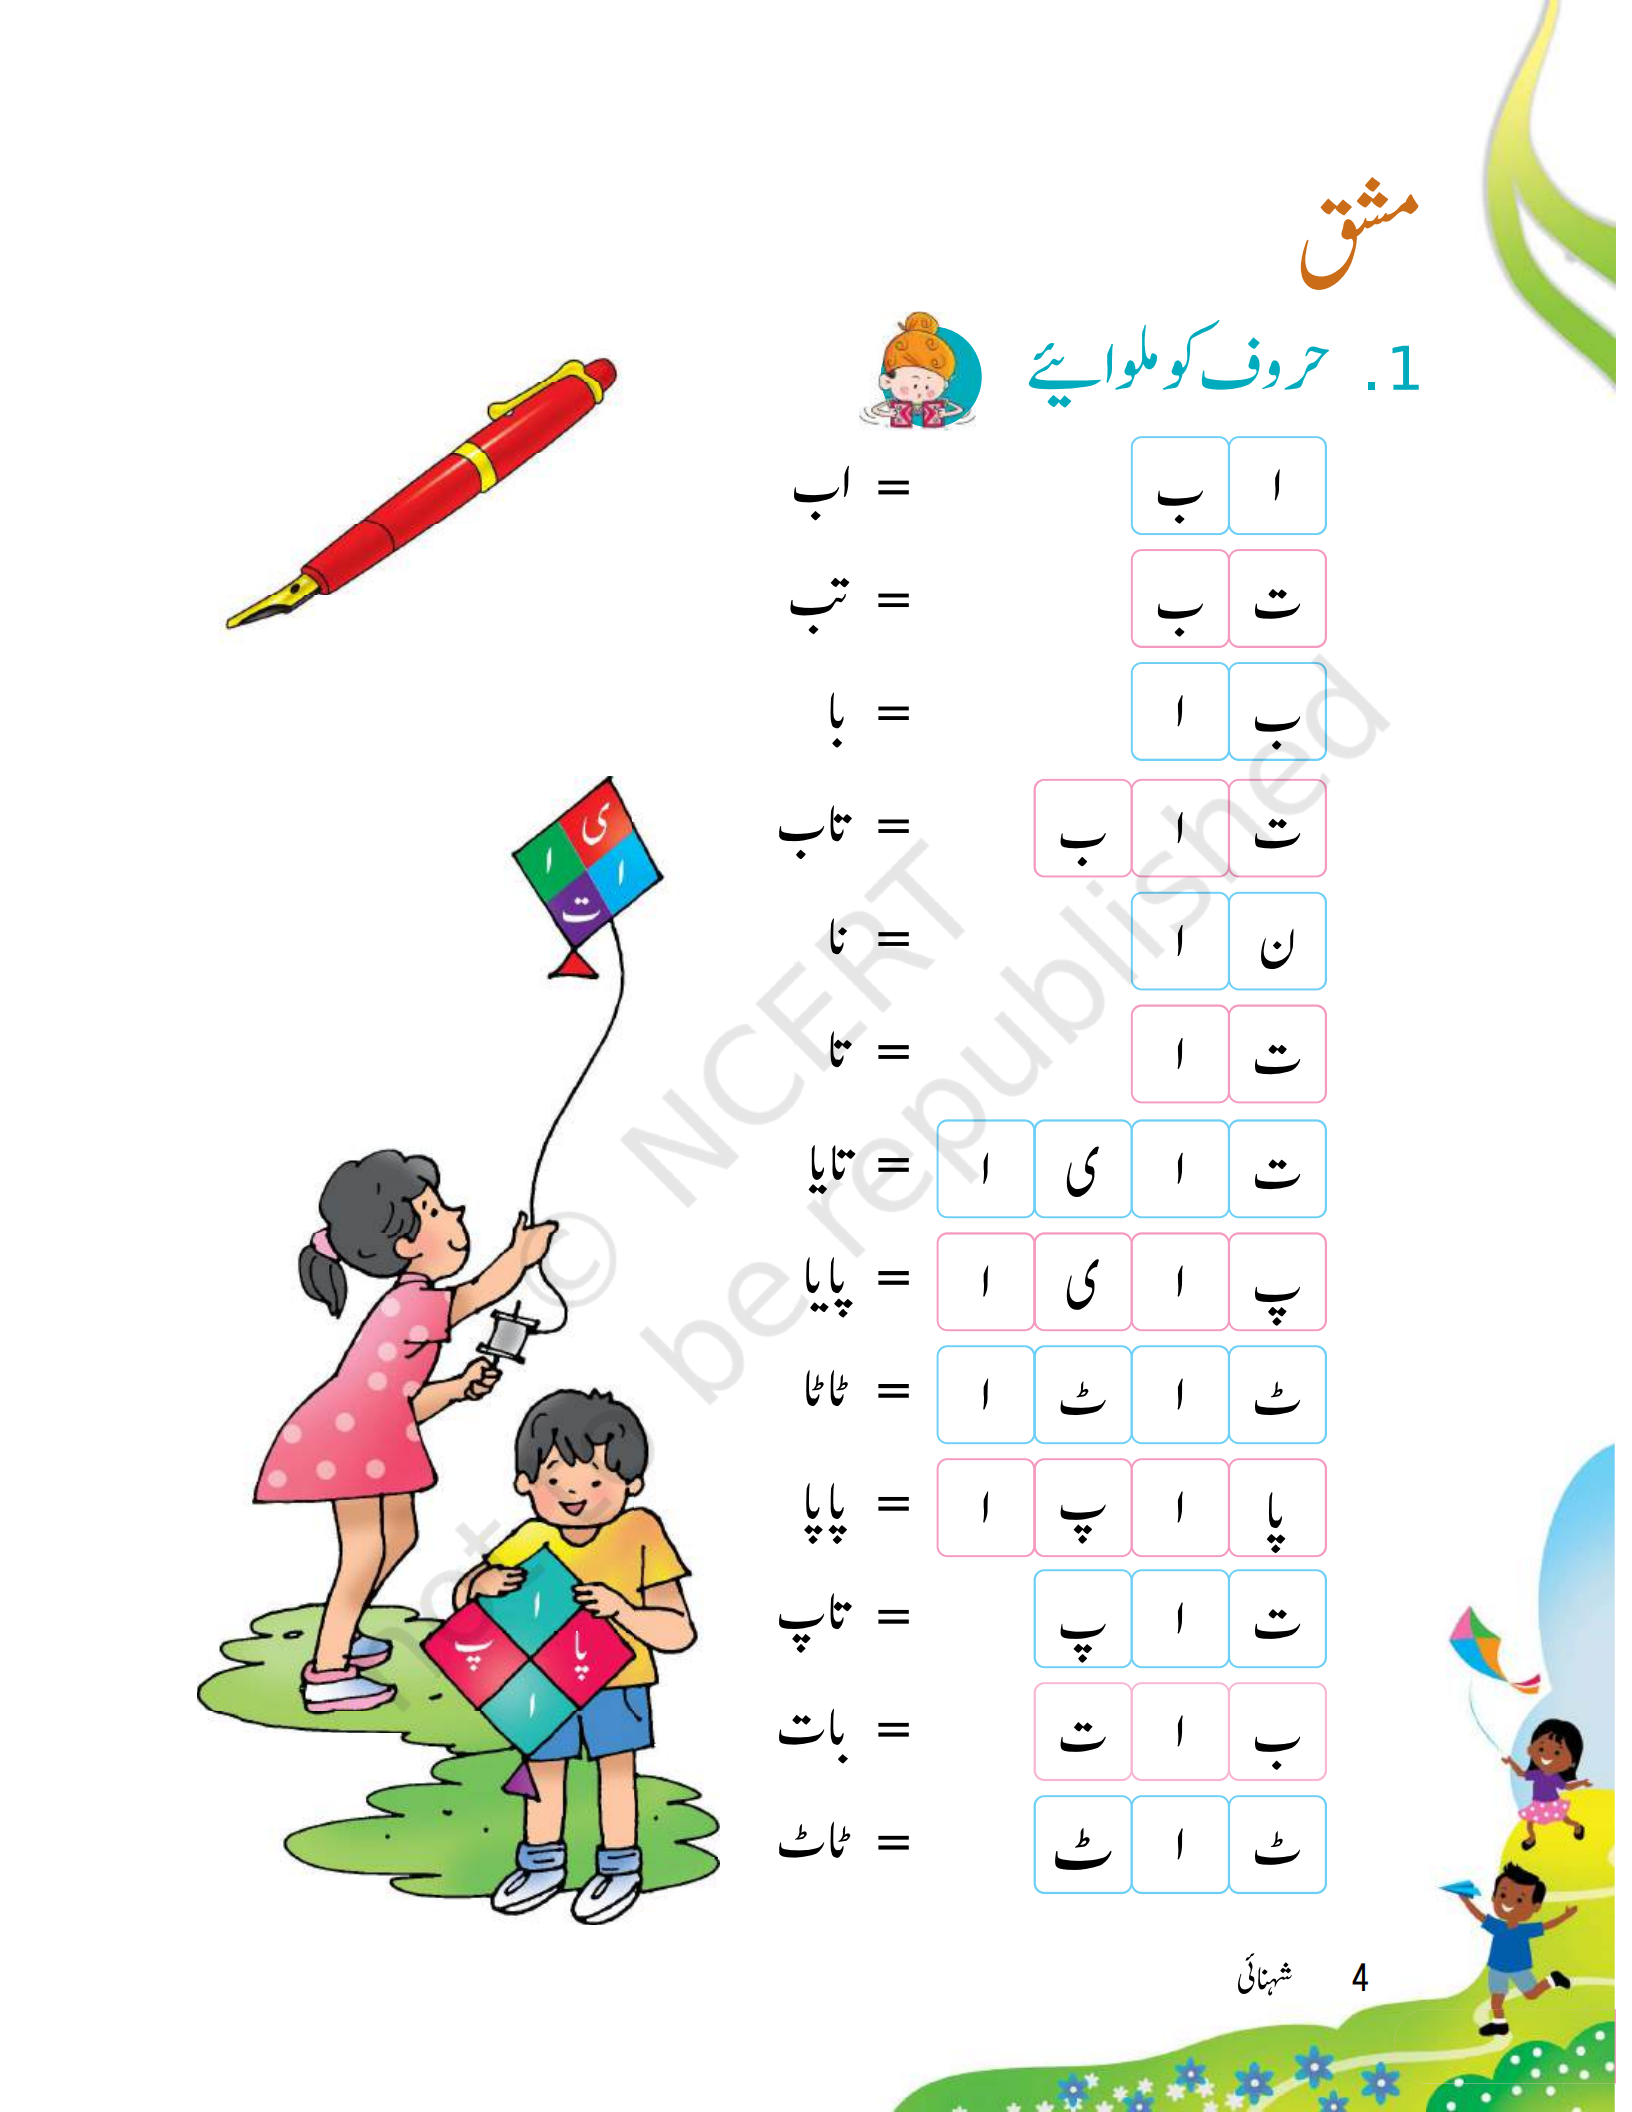 مشق
1. حروف کو ملوایئے
ا ب = اب
ت ب = تب
ب ا = با
ت ا ب = تاب
ن ا = نا
ت ا = تا
ت ا ی ا = تایا
پ ا ی ا = پایا
ٹ ا ٹ ا = ٹاٹا
پا ا پ ا = پاپا
ت ا پ = تاپ
ب ا ت = بات
ٹ ا ٹ = ٹاٹ
ی
ا ا
ت
ا
پا پ
ا
© NCERT
not to be republished
4 شہنائی